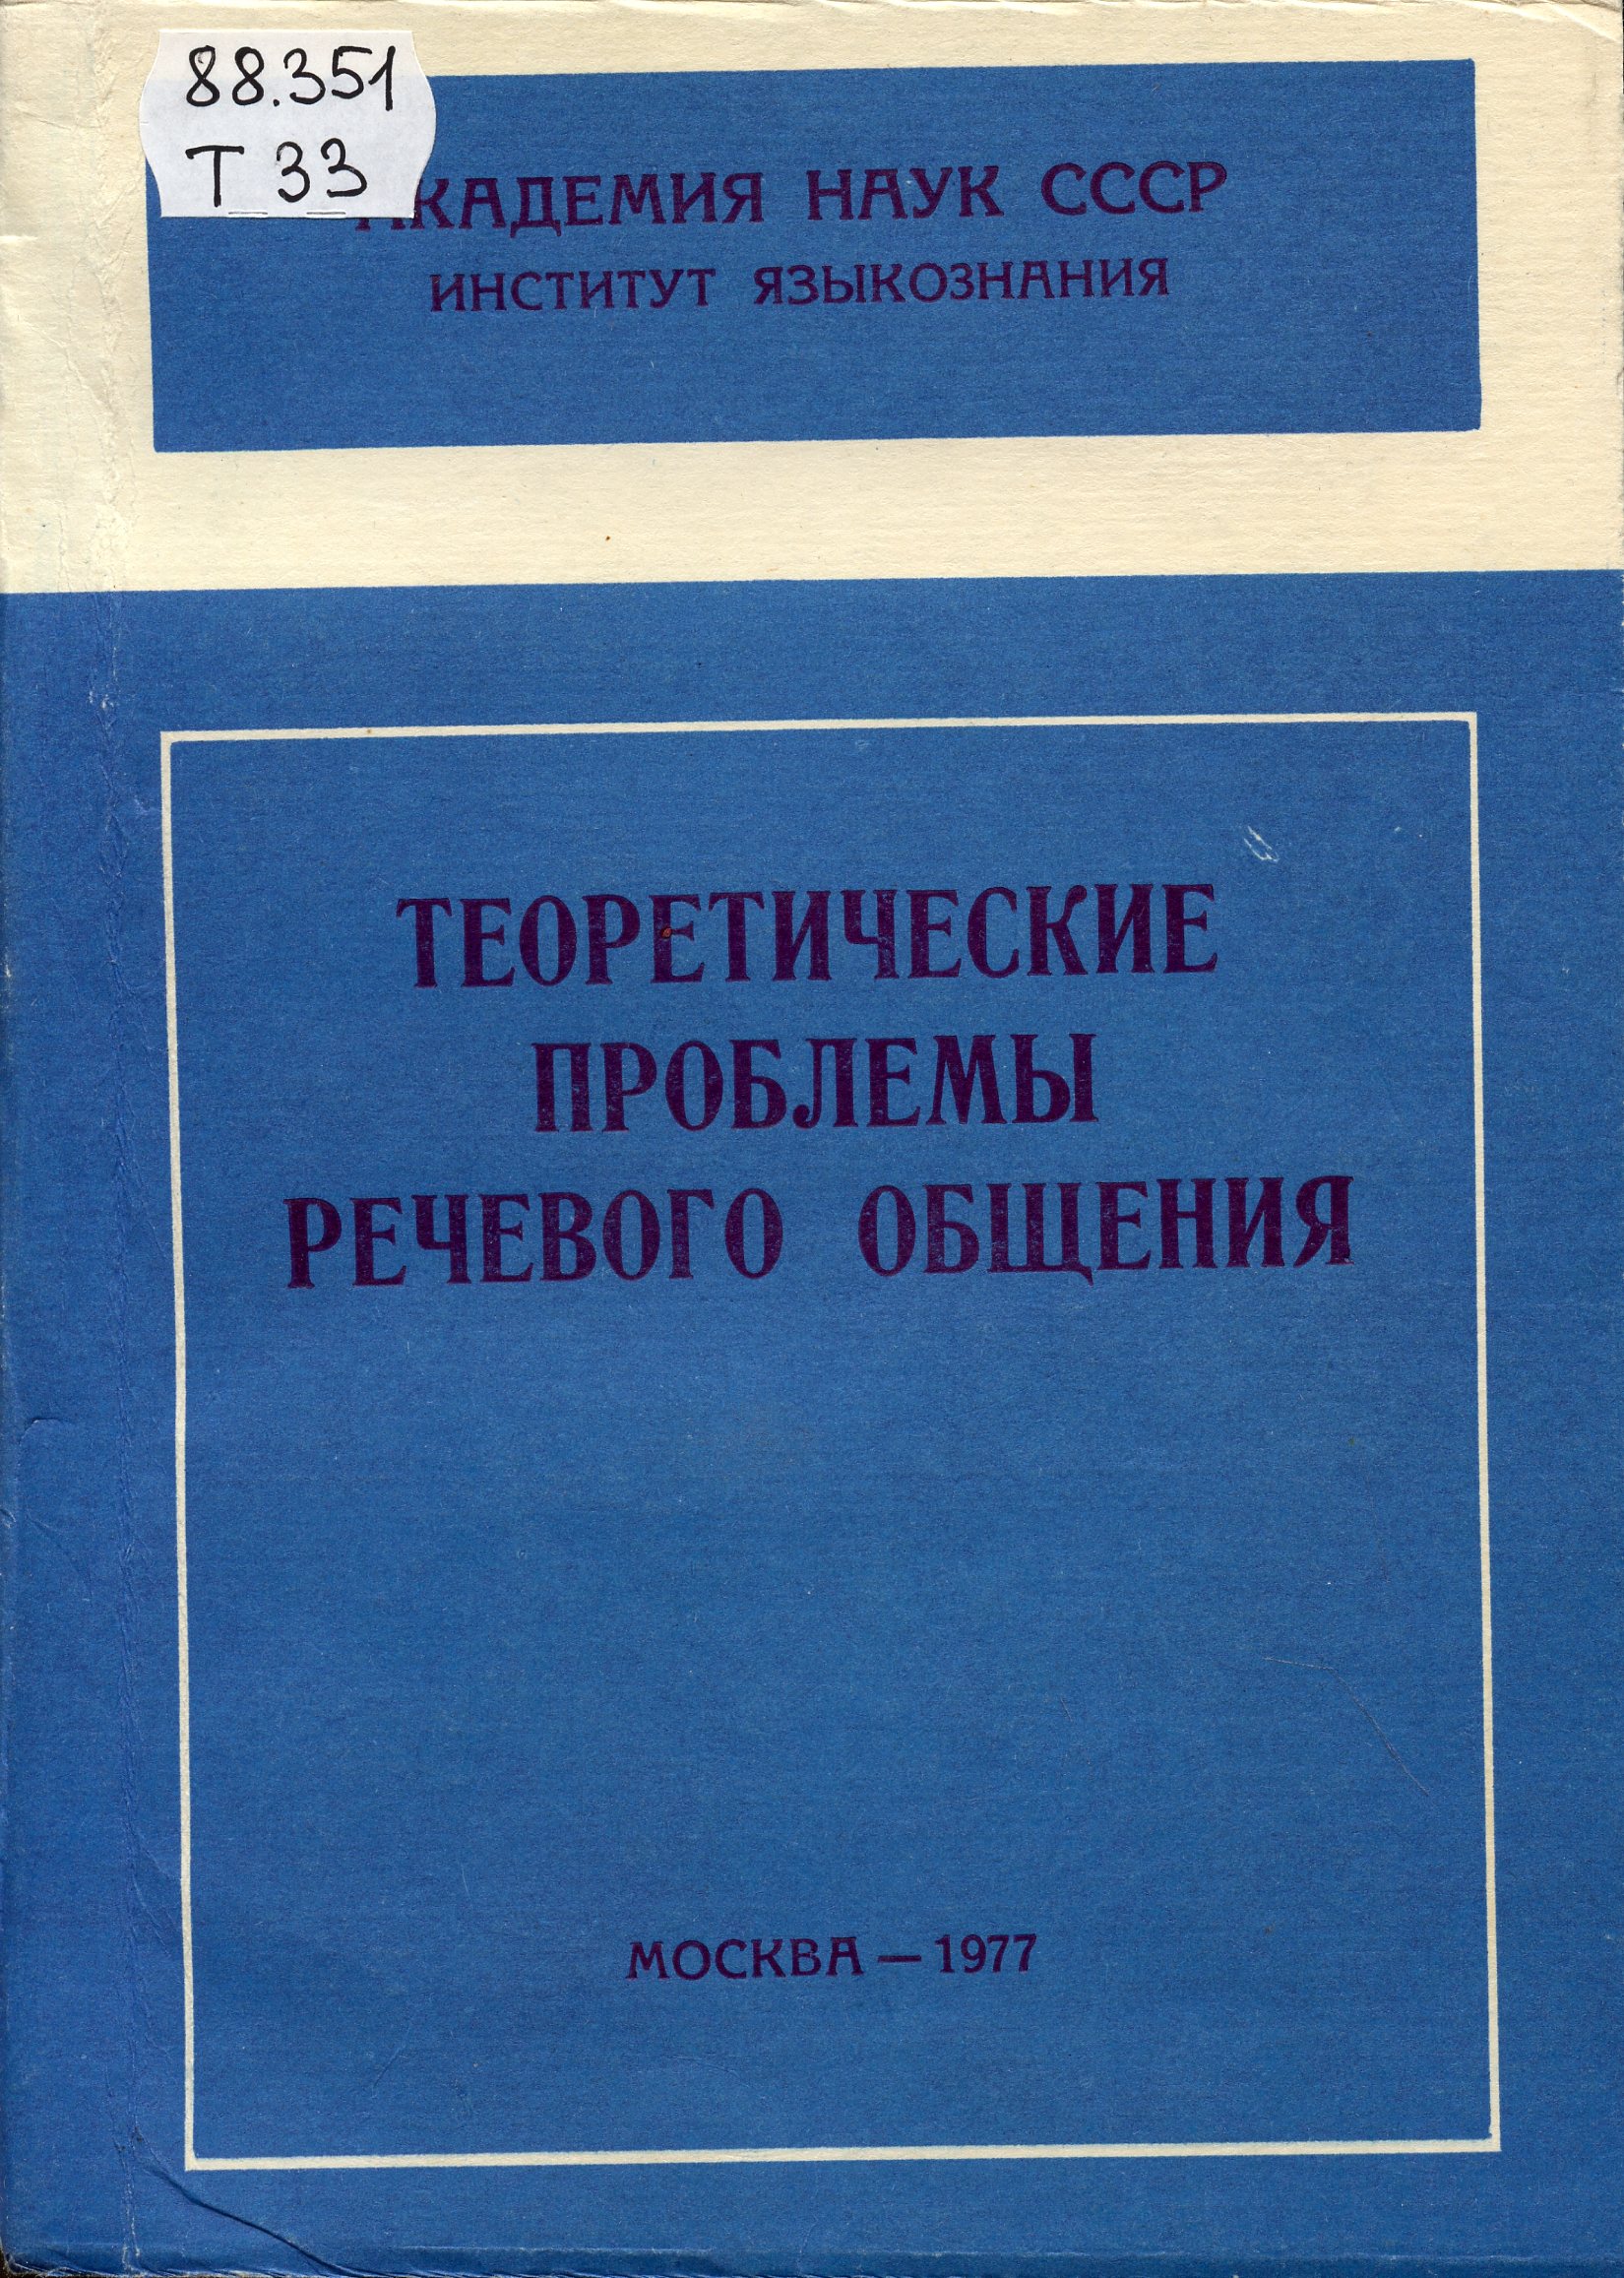 88.351
Т 33
АКАДЕМИЯ НАУК СССР
ИНСТИТУТ ЯЗЫКОЗНАНИЯ
ТЕОРЕТИЧЕСКИЕ
ПРОБЛЕМЫ
РЕЧЕВОГО ОБЩЕНИЯ
МОСКВА — 1977